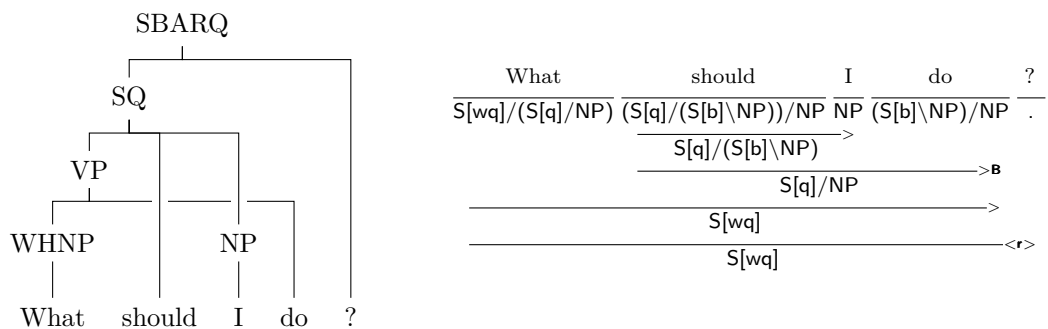 SBARQ
SQ
VP
WHNP NP
What should I do ?
What should I do ?
S[wq]/(S[q]/NP) (S[q]/(S[b]\NP))/NP NP (S[b]\NP)/NP .
>
S[q]/(S[b]\NP)
>B
S[q]/NP
>
S[wq]
<r>
S[wq]